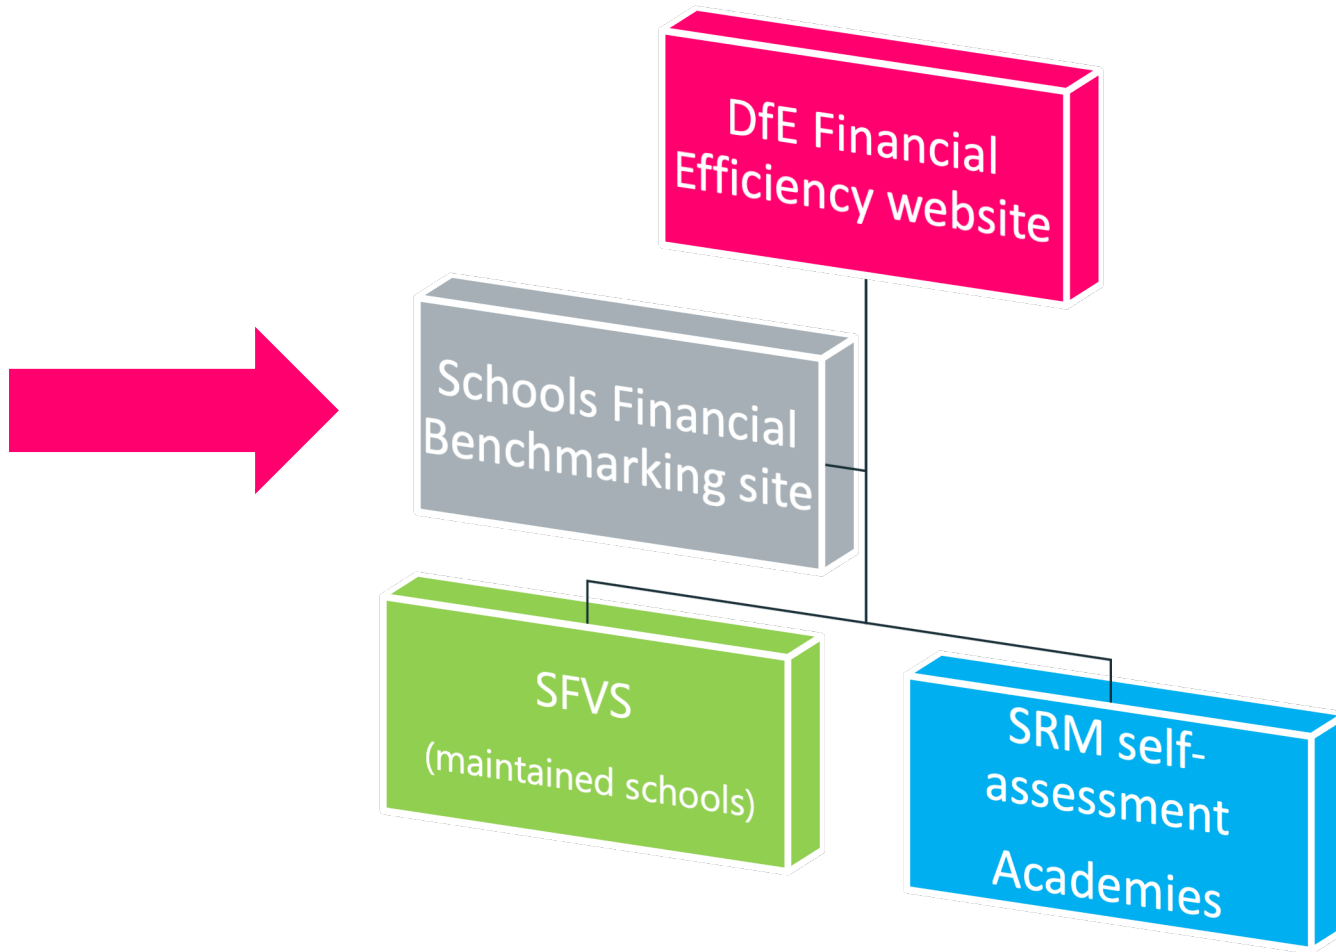 DfE Financial
Efficiency website
Schools Financial
Benchmarking site
SFVS
(maintained schools)
SRM self-
assessment
Academies